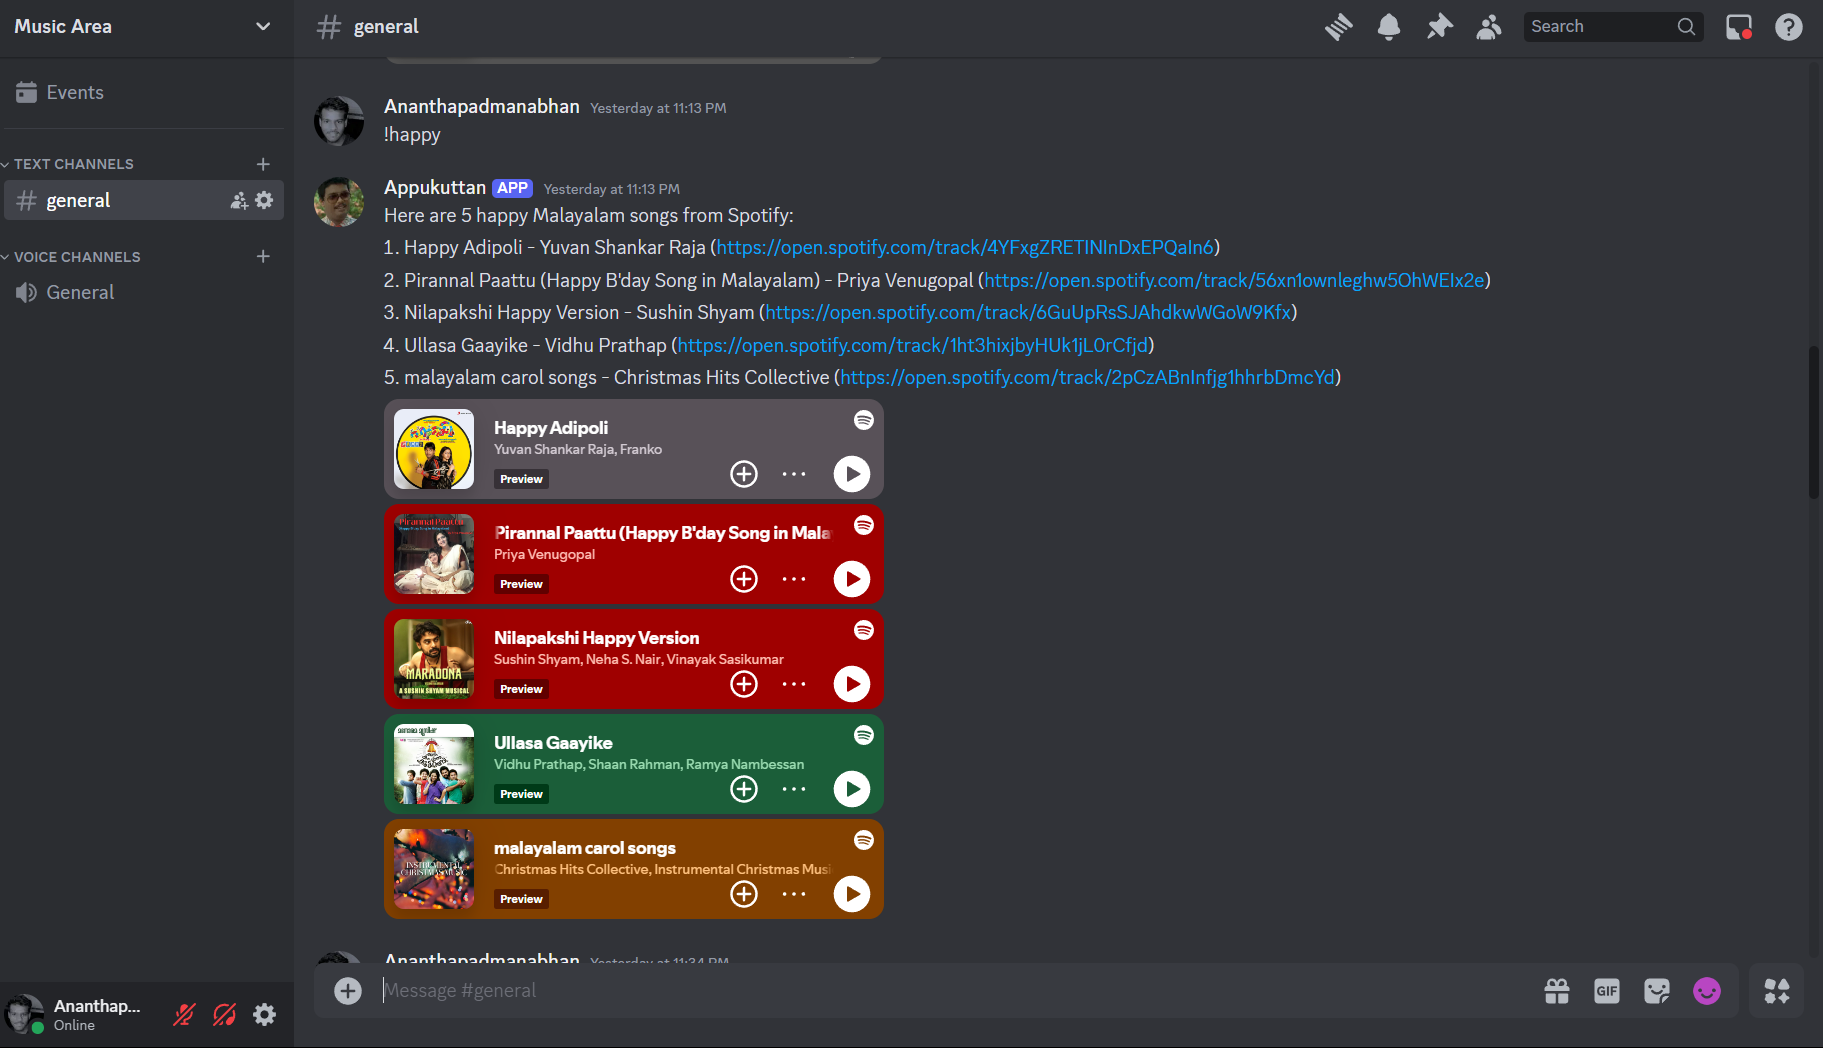 Music Area
Events
TEXT CHANNELS
general
VOICE CHANNELS
General
Ananthap...
Online
general
Search
Ananthapadmanabhan Yesterday at 11:13 PM
!happy
Appukuttan APP Yesterday at 11:13 PM
Here are 5 happy Malayalam songs from Spotify:
1. Happy Adipoli - Yuvan Shankar Raja (https://open.spotify.com/track/4YFxgZRETINInDxEPQaIn6)
2. Pirannal Paattu (Happy B'day Song in Malayalam) - Priya Venugopal (https://open.spotify.com/track/56xn1ownleghw5OhWEIx2e)
3. Nilapakshi Happy Version - Sushin Shyam (https://open.spotify.com/track/6GuUpRsSJAhdkwWGoW9Kfx)
4. Ullasa Gaayike - Vidhu Prathap (https://open.spotify.com/track/1ht3hixjbyHUk1jL0rCfjd)
5. malayalam carol songs - Christmas Hits Collective (https://open.spotify.com/track/2pCzABnInfjg1hhrbDmcYd)
Happy Adipoli
Yuvan Shankar Raja, Franko
Preview
Pirannal Paattu
Pirannal Paattu (Happy B'day Song in Mala
Priya Venugopal
Preview
Nilapakshi Happy Version
Sushin Shyam, Neha S. Nair, Vinayak Sasikumar
MARADONA
A SUSHIN SHYAM MUSICAL
Preview
Ullasa Gaayike
Vidhu Prathap, Shaan Rahman, Ramya Nambessan
Preview
malayalam carol songs
Christmas Hits Collective, Instrumental Christmas Musi
INSTRUMENTAL
CHRISTMAS MUSIC
Preview
Ananthapadmanabhan Yesterday at 11:34 PM
Message #general
GIF